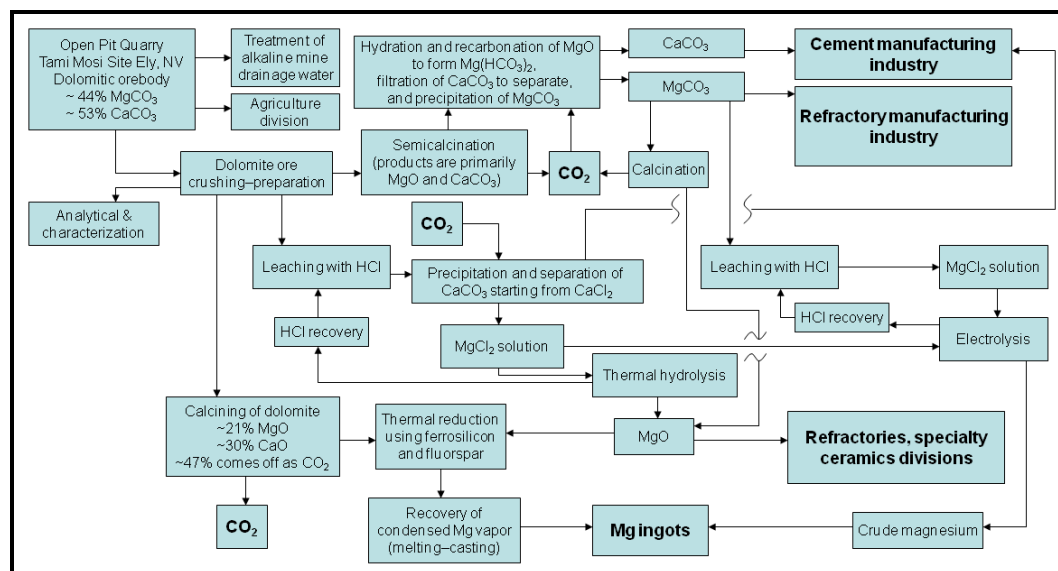 Open Pit Quarry
Tami Mosi Site Ely, NV
Dolomitic orebody
~ 44% MgCO₃
~ 53% CaCO₃
Treatment of
alkaline mine
drainage water
Agriculture
division
Hydration and recarbonation of MgO
to form Mg(HCO₃)₂,
filtration of CaCO₃ to separate,
and precipitation of MgCO₃
CaCO₃
MgCO₃
Cement manufacturing
industry
Refractory manufacturing
industry
Dolomite ore
crushing–preparation
Semicalcination
(products are primarily
MgO and CaCO₃)
CO₂
Calcination
Analytical &
characterization
CO₂
Leaching with HCl
Precipitation and separation of
CaCO₃ starting from CaCl₂
Leaching with HCl
MgCl₂ solution
HCl recovery
MgCl₂ solution
HCl recovery
Electrolysis
Thermal hydrolysis
Calcining of dolomite
~21% MgO
~30% CaO
~47% comes off as CO₂
Thermal reduction
using ferrosilicon
and fluorspar
MgO
Refractories, specialty
ceramics divisions
CO₂
Recovery of
condensed Mg vapor
(melting–casting)
Mg ingots
Crude magnesium